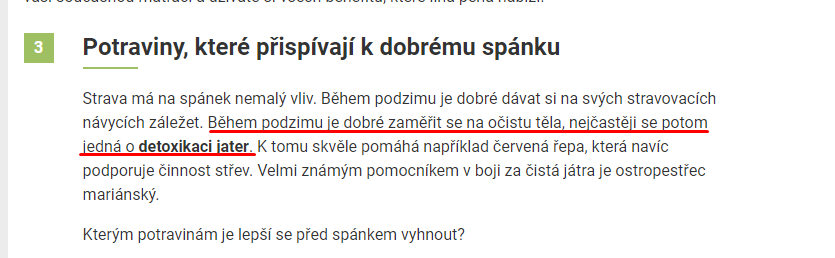 3
Potraviny, které přispívají k dobrému spánku
Strava má na spánek nemalý vliv. Během podzimu je dobré dávat si na svých stravovacích
návycích záležet. Během podzimu je dobré zaměřit se na očistu těla, nejčastěji se potom
jedná o detoxikaci jater. K tomu skvěle pomáhá například červená řepa, která navíc
podporuje činnost střev. Velmi známým pomocníkem v boji za čistá játra je ostropestřec
mariánský.
Kterým potravinám je lepší se před spánkem vyhnout?